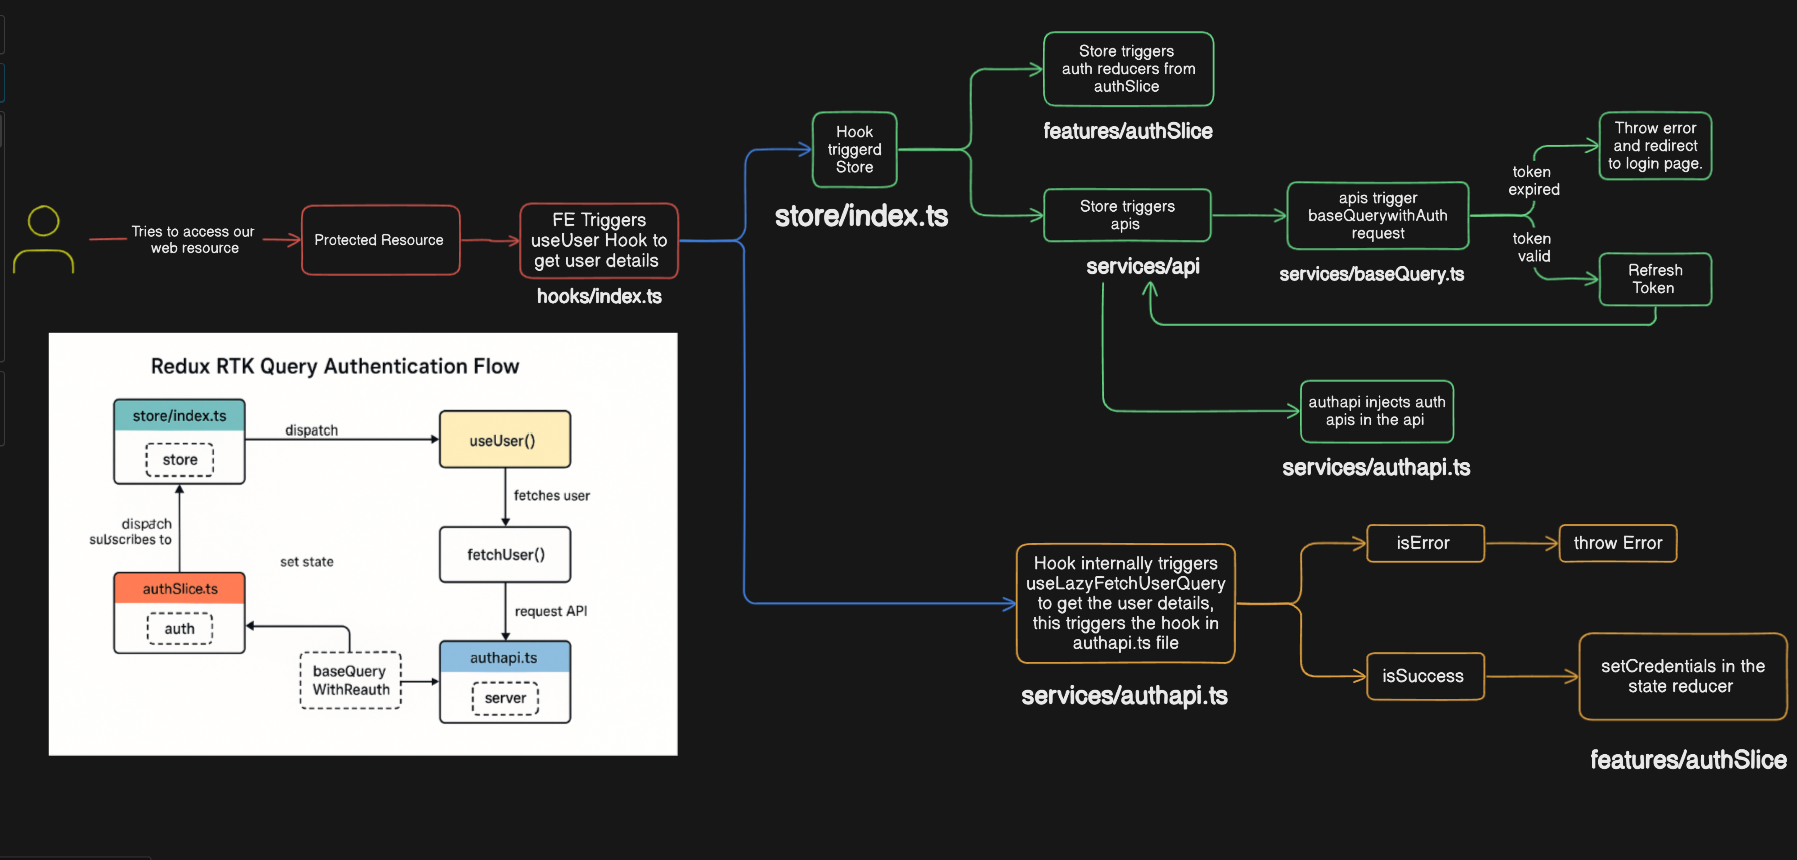 Tries to access our
web resource
Protected Resource
FE Triggers
useUser Hook to
get user details
hooks/index.ts
Hook
triggerd
Store
store/index.ts
Store triggers
auth reducers from
authSlice
features/authSlice
Store triggers
apis
services/api
apis trigger
baseQuerywithAuth
request
services/baseQuery.ts
token
expired
Throw error
and redirect
to login page.
token
valid
Refresh
Token
authapi injects auth
apis in the api
services/authapi.ts
Hook internally triggers
useLazyFetchUserQuery
to get the user details,
this triggers the hook in
authapi.ts file
services/authapi.ts
isError
throw Error
isSuccess
setCredentials in the
state reducer
features/authSlice
Redux RTK Query Authentication Flow
store/index.ts
store
dispatch
useUser()
fetches user
dispatch
subscribes to
set state
fetchUser()
authSlice.ts
auth
request API
baseQuery
WithReauth
authapi.ts
server